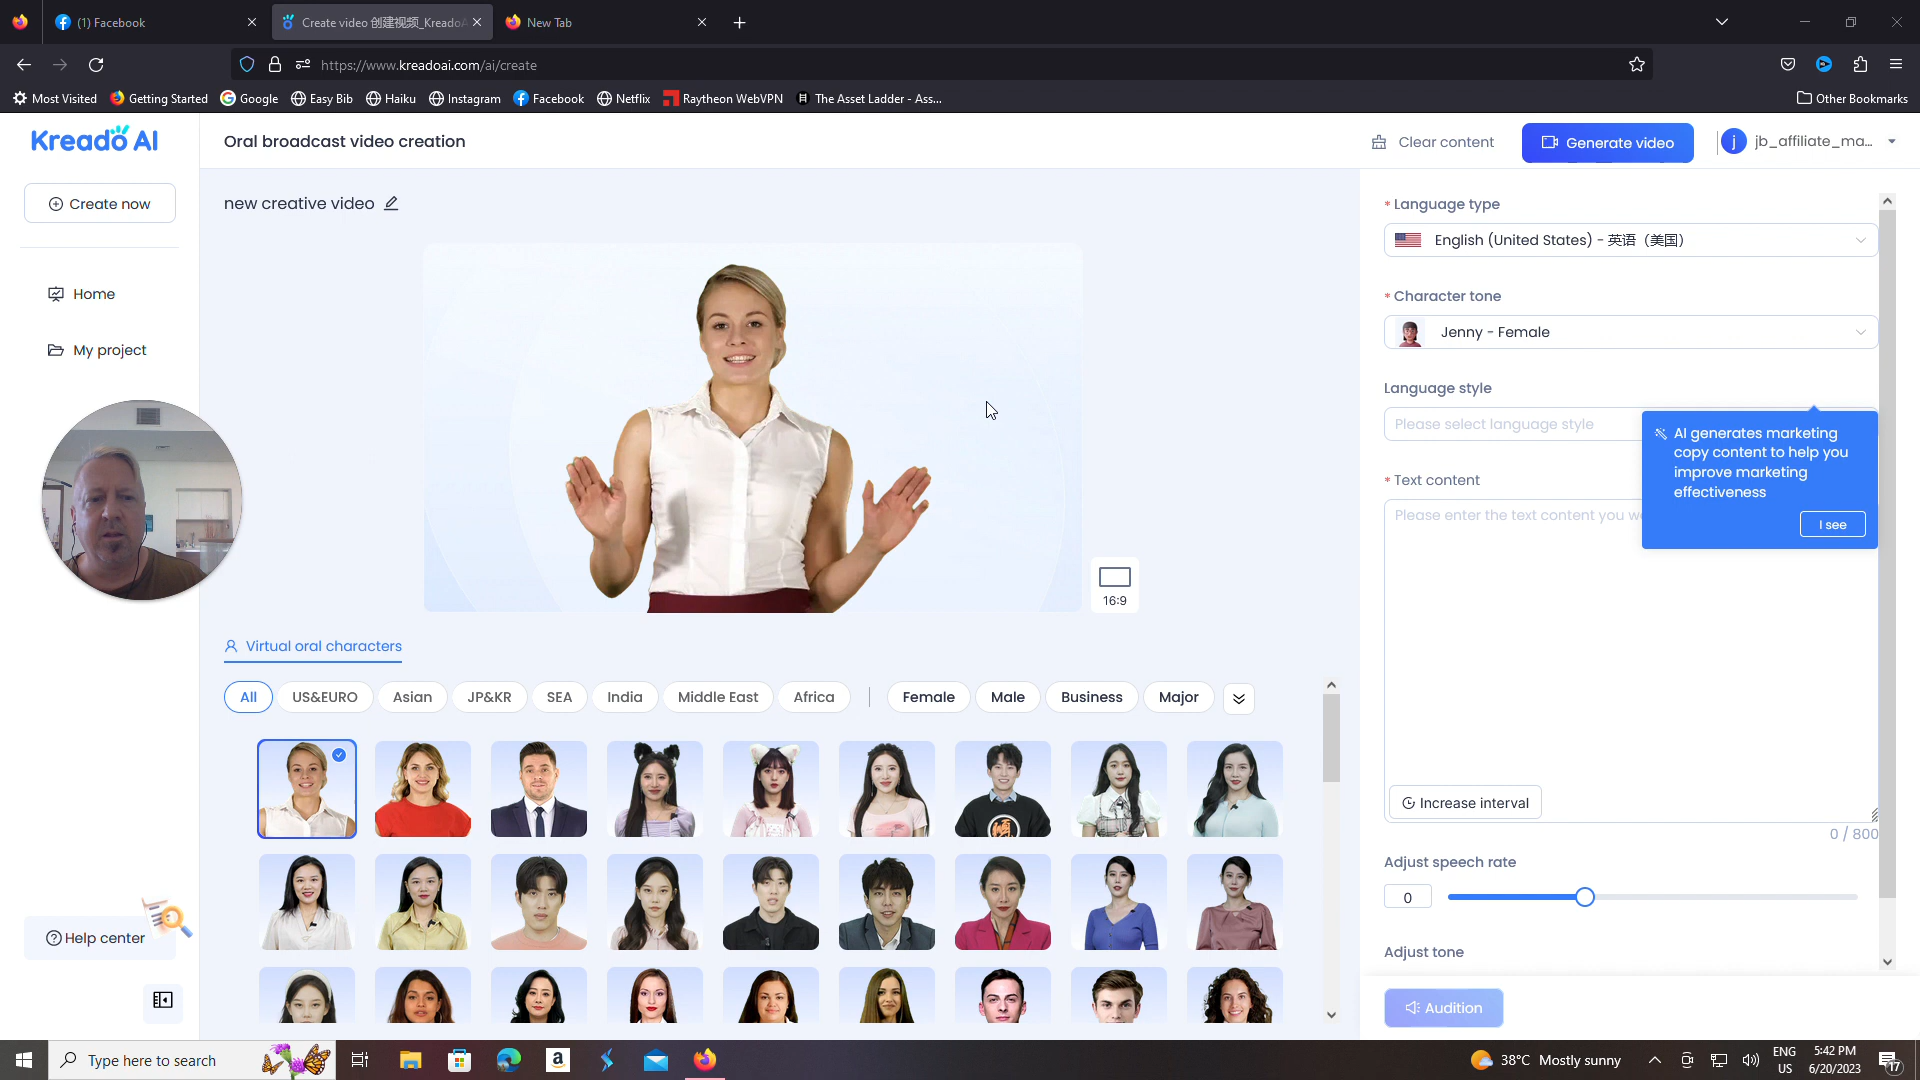 (1) Facebook
Create video 创建视频_KreadoA
New Tab
https://www.kreadoai.com/ai/create
Most Visited
Getting Started
Google
Easy Bib
Haiku
Instagram
Facebook
Netflix
Raytheon WebVPN
The Asset Ladder - Ass...
Other Bookmarks
Kreado AI
Oral broadcast video creation
Clear content
Generate video
j
jb_affiliate_ma...
Create now
Home
My project
Help center
new creative video
16:9
Virtual oral characters
All
US&EURO
Asian
JP&KR
SEA
India
Middle East
Africa
Female
Male
Business
Major
* Language type
English (United States) - 英语（美国）
* Character tone
Jenny - Female
Language style
Please select language style
AI generates marketing
copy content to help you
improve marketing
effectiveness
I see
* Text content
Please enter the text content you w
Increase interval
0 / 800
Adjust speech rate
0
Adjust tone
Audition
Type here to search
38°C Mostly sunny
ENG
US
5:42 PM
6/20/2023
17